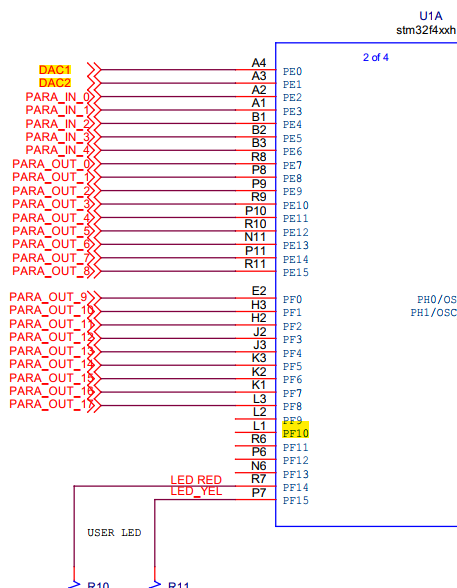 U1A
stm32f4xxh
2 of 4
DAC1 A4 PE0
DAC2 A3 PE1
PARA_IN_0 A2 PE2
PARA_IN_1 A1 PE3
PARA_IN_2 B1 PE4
PARA_IN_3 B2 PE5
PARA_IN_4 B3 PE6
PARA_OUT_0 R8 PE7
PARA_OUT_1 P8 PE8
PARA_OUT_2 P9 PE9
PARA_OUT_3 R9 PE10
PARA_OUT_4 P10 PE11
PARA_OUT_5 R10 PE12
PARA_OUT_6 N11 PE13
PARA_OUT_7 P11 PE14
PARA_OUT_8 R11 PE15
PARA_OUT_9 E2 PF0 PH0/OS
PARA_OUT_10 H3 PF1 PH1/OSC
PARA_OUT_11 H2 PF2
PARA_OUT_12 J2 PF3
PARA_OUT_13 J3 PF4
PARA_OUT_14 K3 PF5
PARA_OUT_15 K2 PF6
PARA_OUT_16 K1 PF7
PARA_OUT_17 L3 PF8
L2 PF9
L1 PF10
R6 PF11
P6 PF12
N6 PF13
LED RED R7 PF14
LED_YEL P7 PF15
USER LED
R10 R11